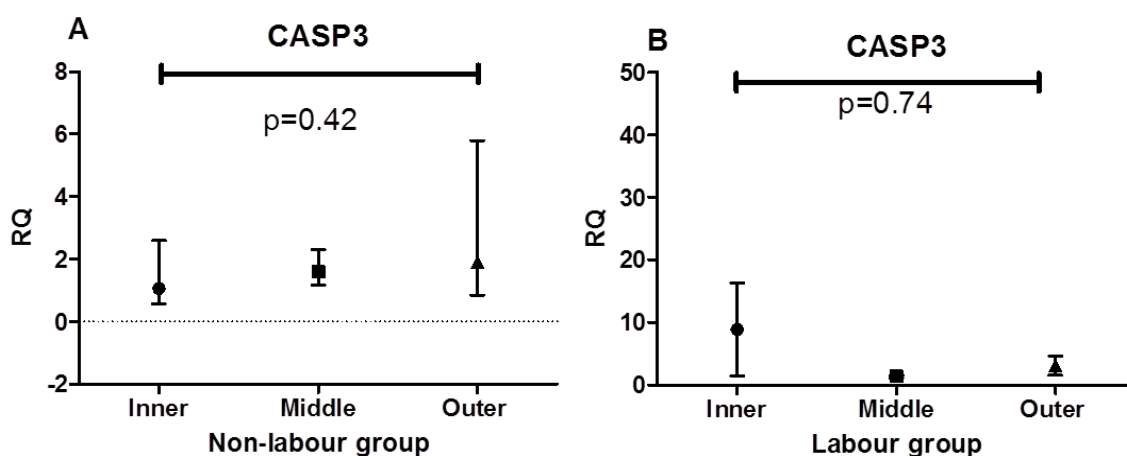 A
CASP3
8
6
4
2
0
-2
RQ
p=0.42
Inner
Middle
Outer
Non-labour group
B
CASP3
50
40
30
20
10
0
RQ
p=0.74
Inner
Middle
Outer
Labour group